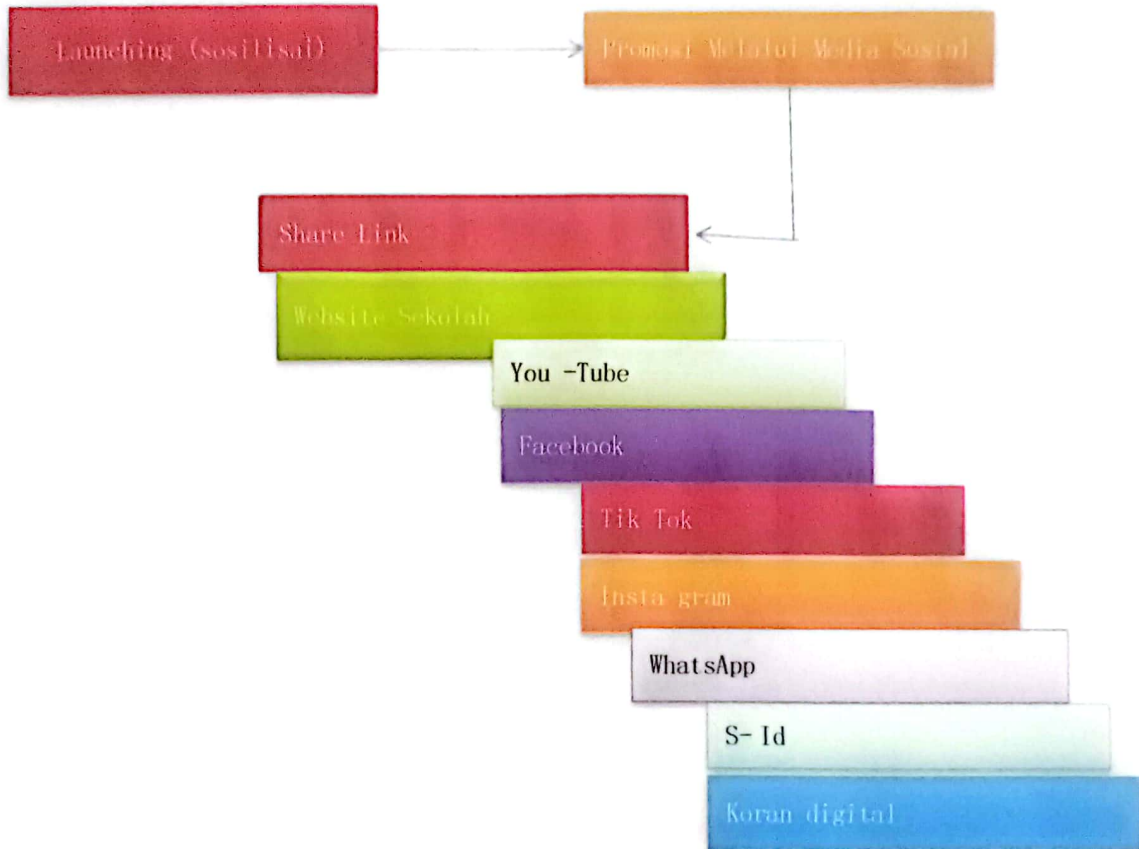 Launching (sosilisal)
Promosi Melalui Media Sosial
Share Link
Website Sekolah
You -Tube
Facebook
Tik Tok
Insta gram
WhatsApp
S- Id
Koran digital